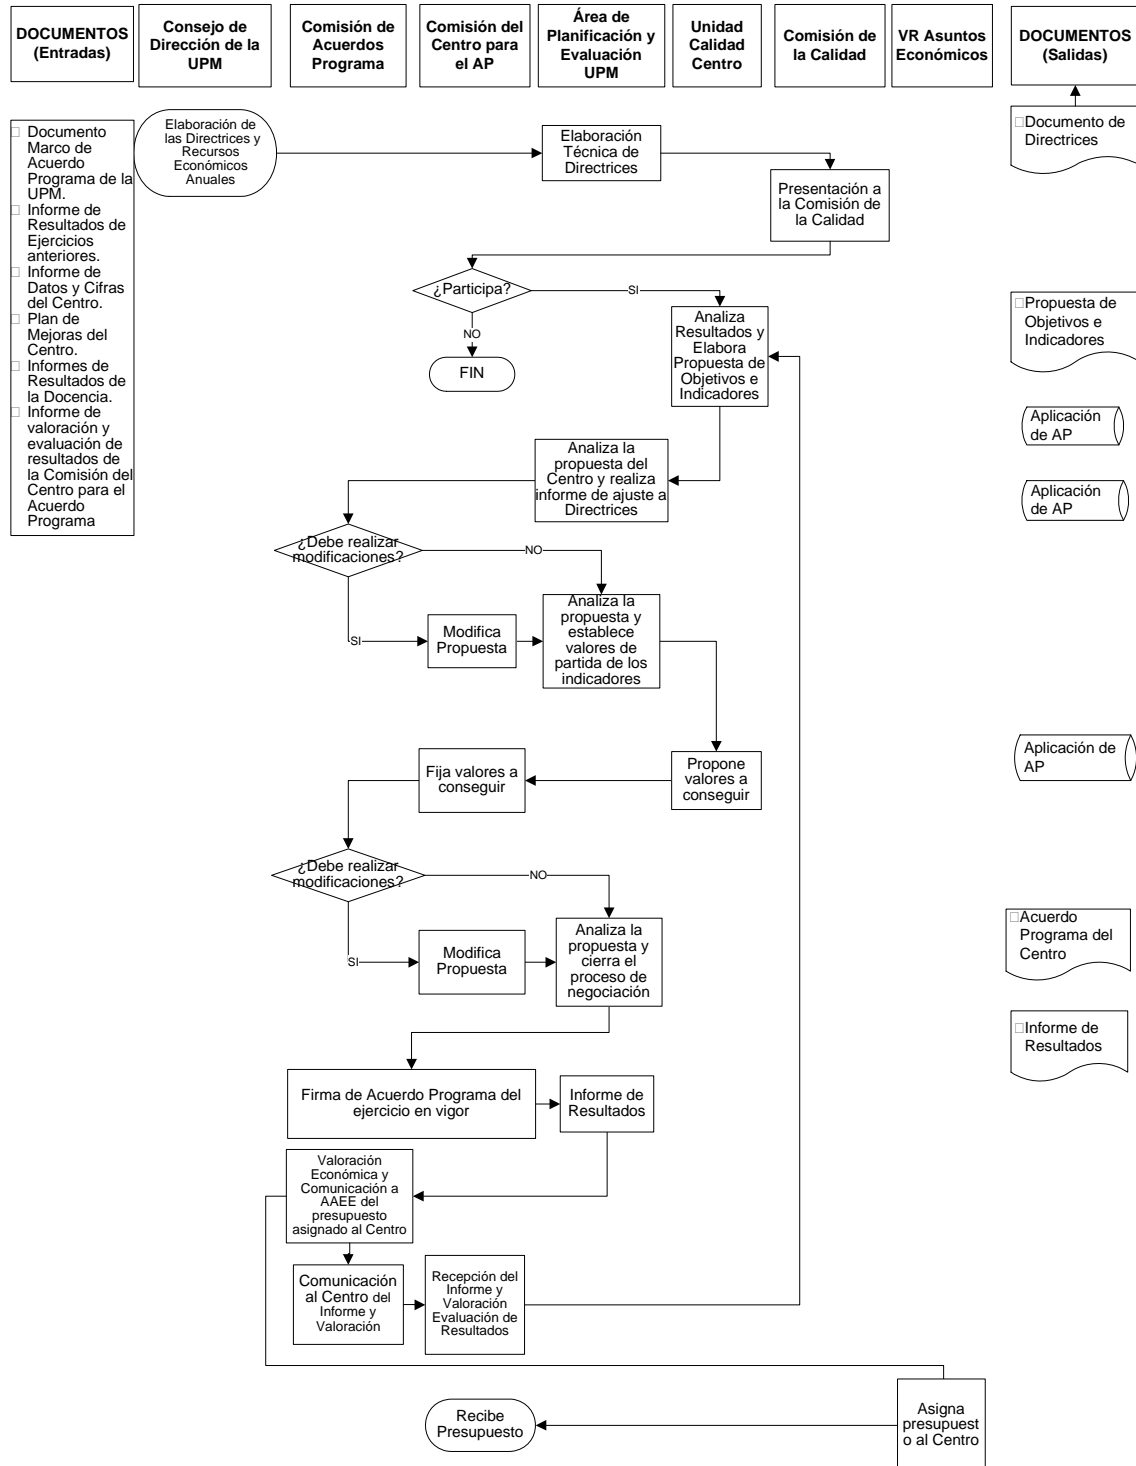 DOCUMENTOS
(Entradas)
Consejo de
Dirección de la
UPM
Comisión de
Acuerdos
Programa
Comisión del
Centro para
el AP
Área de
Planificación y
Evaluación
UPM
Unidad
Calidad
Centro
Comisión de
la Calidad
VR Asuntos
Económicos
DOCUMENTOS
(Salidas)
Documento
Marco de
Acuerdo
Programa de la
UPM.
Informe de
Resultados de
Ejercicios
anteriores.
Informe de
Datos y Cifras
del Centro.
Plan de
Mejoras del
Centro.
Informes de
Resultados de
la Docencia.
Informe de
valoración y
evaluación de
resultados de
la Comisión del
Centro para el
Acuerdo
Programa
Elaboración de
las Directrices y
Recursos
Económicos
Anuales
Elaboración
Técnica de
Directrices
Presentación a
la Comisión de
la Calidad
Documento de
Directrices
¿Participa?
SI
NO
FIN
Analiza
Resultados y
Elabora
Propuesta de
Objetivos e
Indicadores
Propuesta de
Objetivos e
Indicadores
Aplicación
de AP
Analiza la
propuesta del
Centro y realiza
informe de ajuste a
Directrices
Aplicación
de AP
¿Debe realizar
modificaciones?
NO
SI
Modifica
Propuesta
Analiza la
propuesta y
establece
valores de
partida de los
indicadores
Fija valores a
conseguir
Propone
valores a
conseguir
Aplicación de
AP
¿Debe realizar
modificaciones?
NO
SI
Modifica
Propuesta
Analiza la
propuesta y
cierra el
proceso de
negociación
Acuerdo
Programa del
Centro
Informe de
Resultados
Firma de Acuerdo Programa del
ejercicio en vigor
Informe de
Resultados
Valoración
Económica y
Comunicación a
AAEE del
presupuesto
asignado al Centro
Comunicación
al Centro del
Informe y
Valoración
Recepción del
Informe y
Valoración
Evaluación de
Resultados
Recibe
Presupuesto
Asigna
presupuest
o al Centro